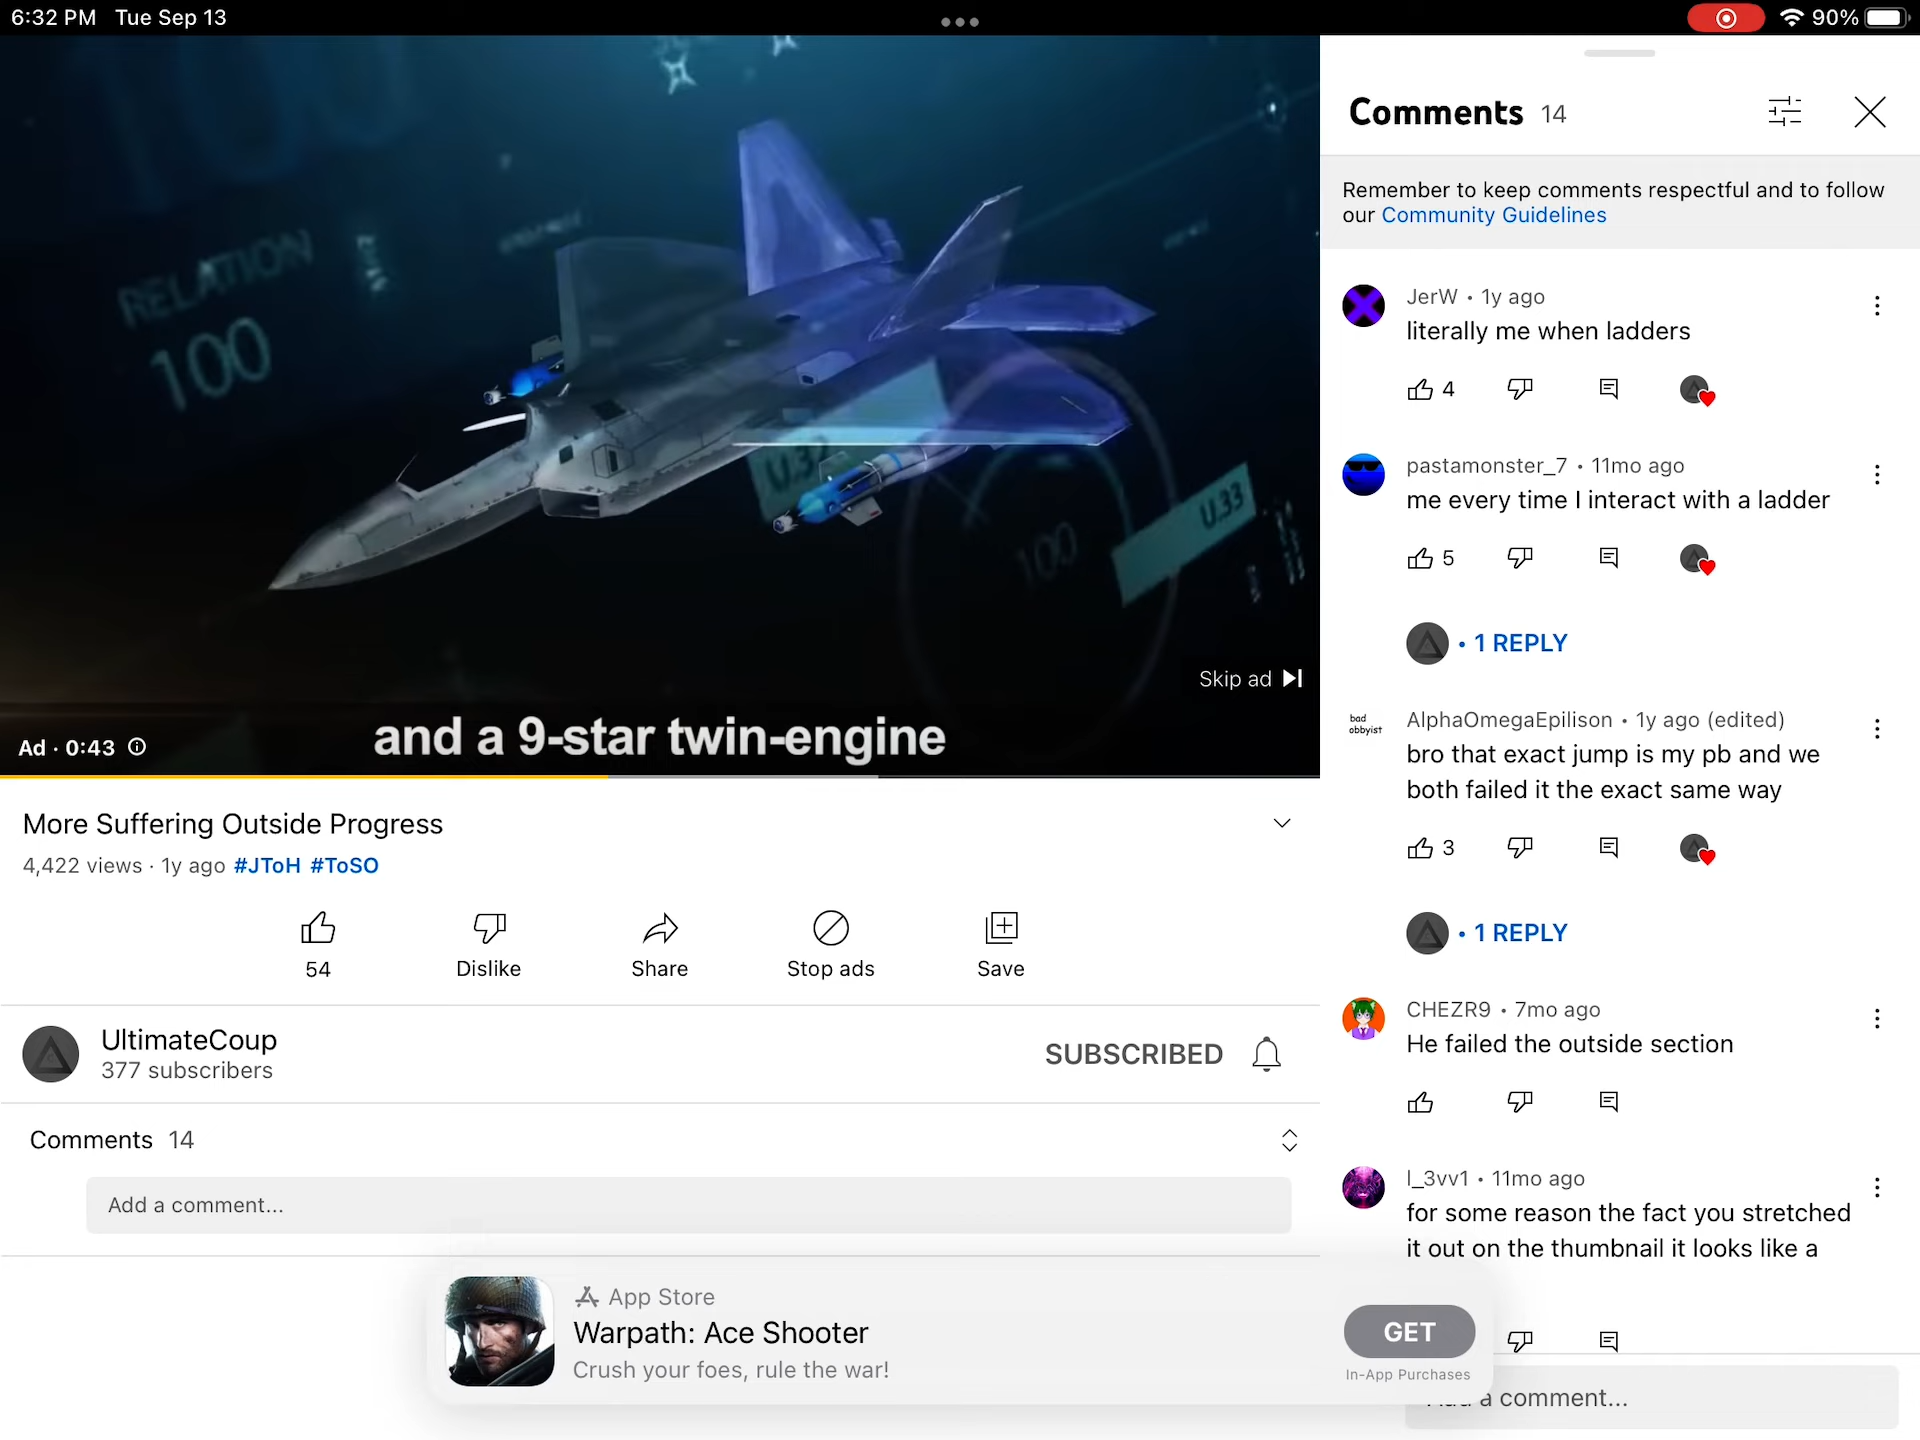 6:32 PM Tue Sep 13
90%
RELATION
100
100
U.32
U.33
100
Skip ad
and a 9-star twin-engine
Ad · 0:43
More Suffering Outside Progress
4,422 views · 1y ago #JToH #ToSO
54
Dislike
Share
Stop ads
Save
UltimateCoup
377 subscribers
SUBSCRIBED
Comments 14
Add a comment...
App Store
Warpath: Ace Shooter
Crush your foes, rule the war!
GET
In-App Purchases
Comments 14
Remember to keep comments respectful and to follow
our Community Guidelines
JerW • 1y ago
literally me when ladders
4
pastamonster_7 • 11mo ago
me every time I interact with a ladder
5
• 1 REPLY
bad
obbyist
AlphaOmegaEpilison • 1y ago (edited)
bro that exact jump is my pb and we
both failed it the exact same way
3
• 1 REPLY
CHEZR9 • 7mo ago
He failed the outside section
l_3vv1 • 11mo ago
for some reason the fact you stretched
it out on the thumbnail it looks like a
a comment...